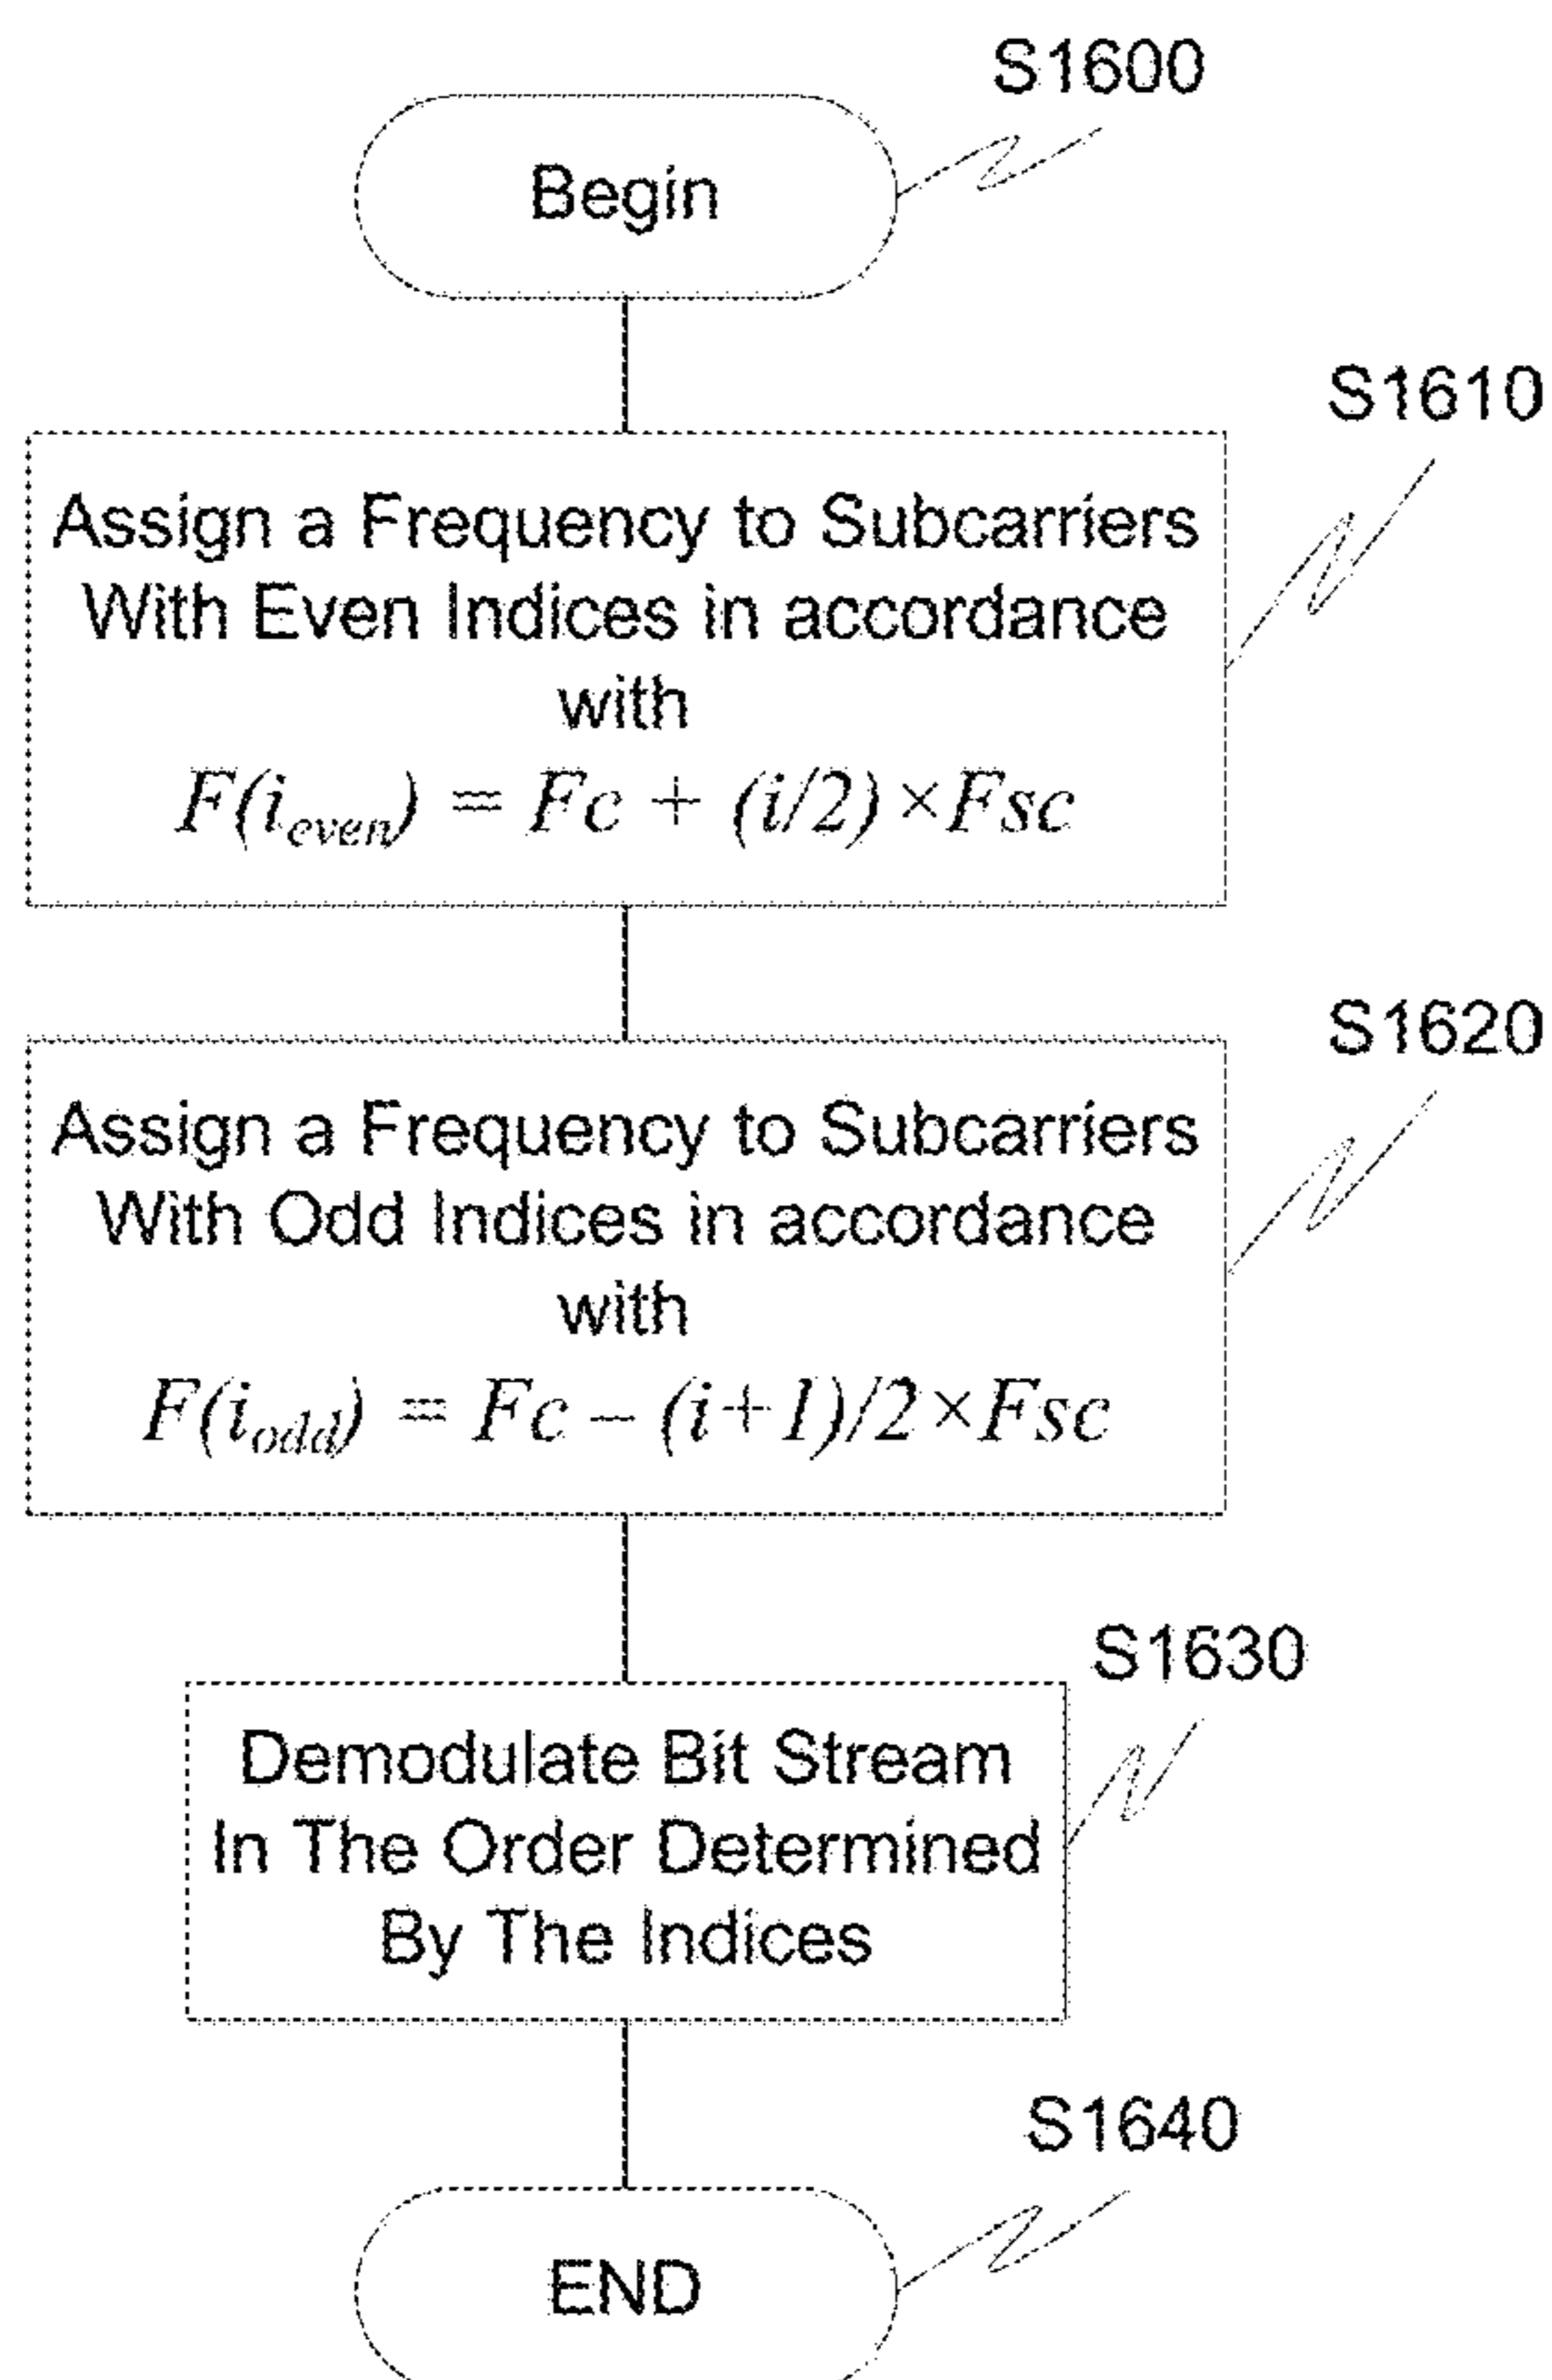 S1600
Begin
S1610
Assign a Frequency to Subcarriers
With Even Indices in accordance
with
F(i_even) = Fc + (i/2) ×Fsc
S1620
Assign a Frequency to Subcarriers
With Odd Indices in accordance
with
F(i_odd) = Fc – (i+1)/2×Fsc
S1630
Demodulate Bit Stream
In The Order Determined
By The Indices
S1640
END